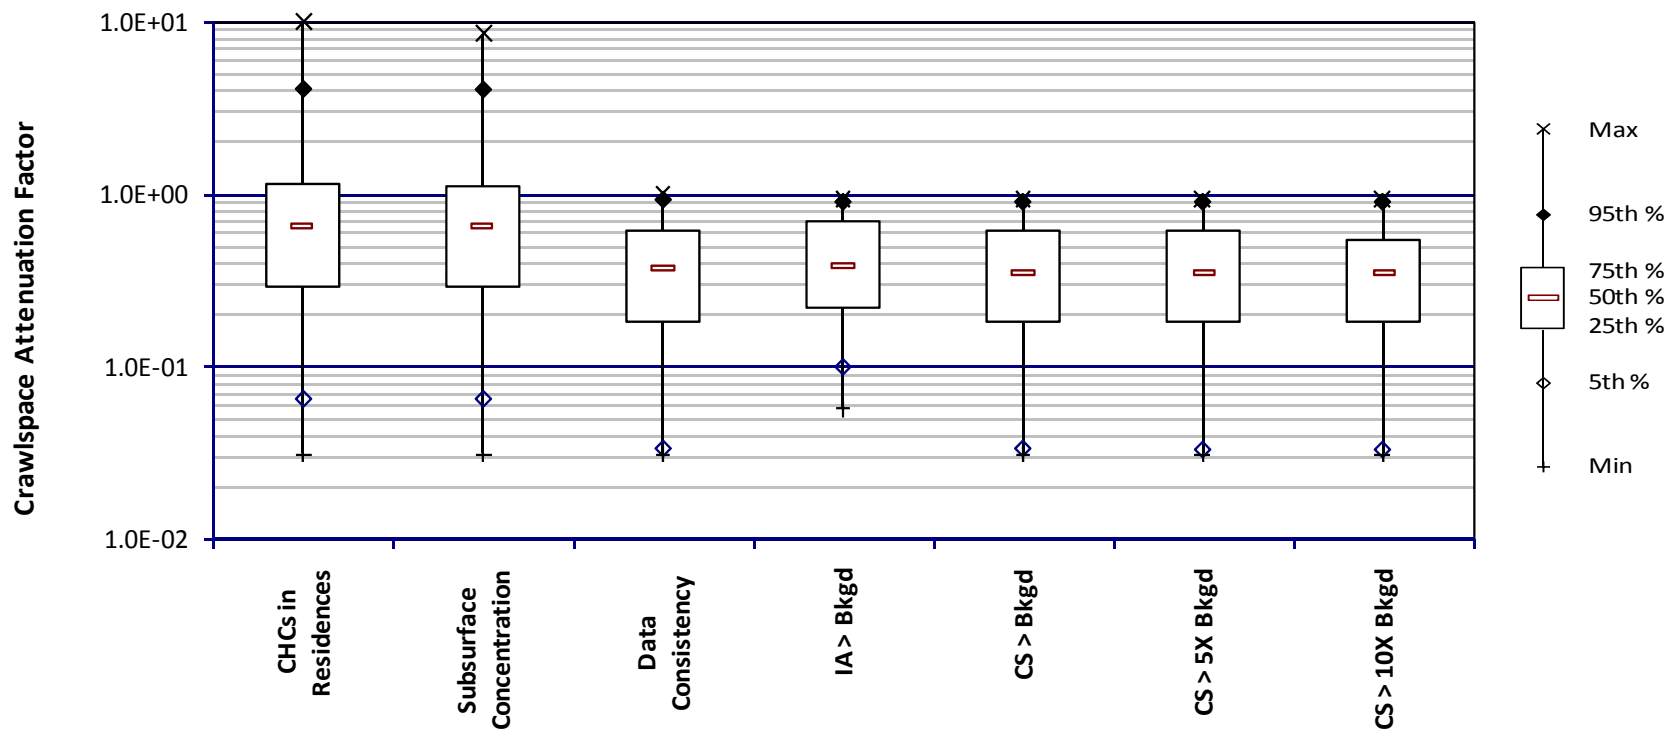 Crawlspace Attenuation Factor
1.0E+01
1.0E+00
1.0E-01
1.0E-02
CHCs in
Residences
Subsurface
Concentration
Data
Consistency
IA > Bkgd
CS > Bkgd
CS > 5X Bkgd
CS > 10X Bkgd
Max
95th %
75th %
50th %
25th %
5th %
Min